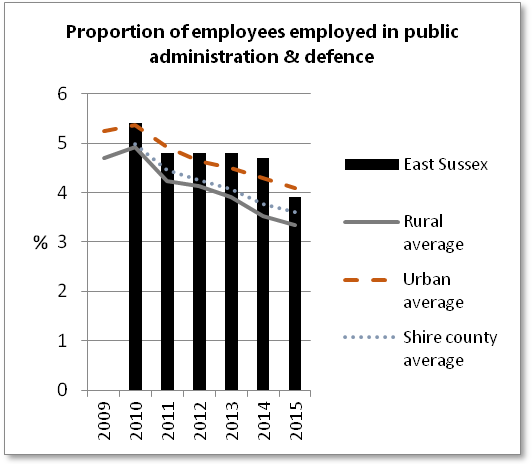 Proportion of employees employed in public
administration & defence
6
5
4
3
2
1
0
%
2009
2010
2011
2012
2013
2014
2015
East Sussex
Rural
average
Urban
average
Shire county
average